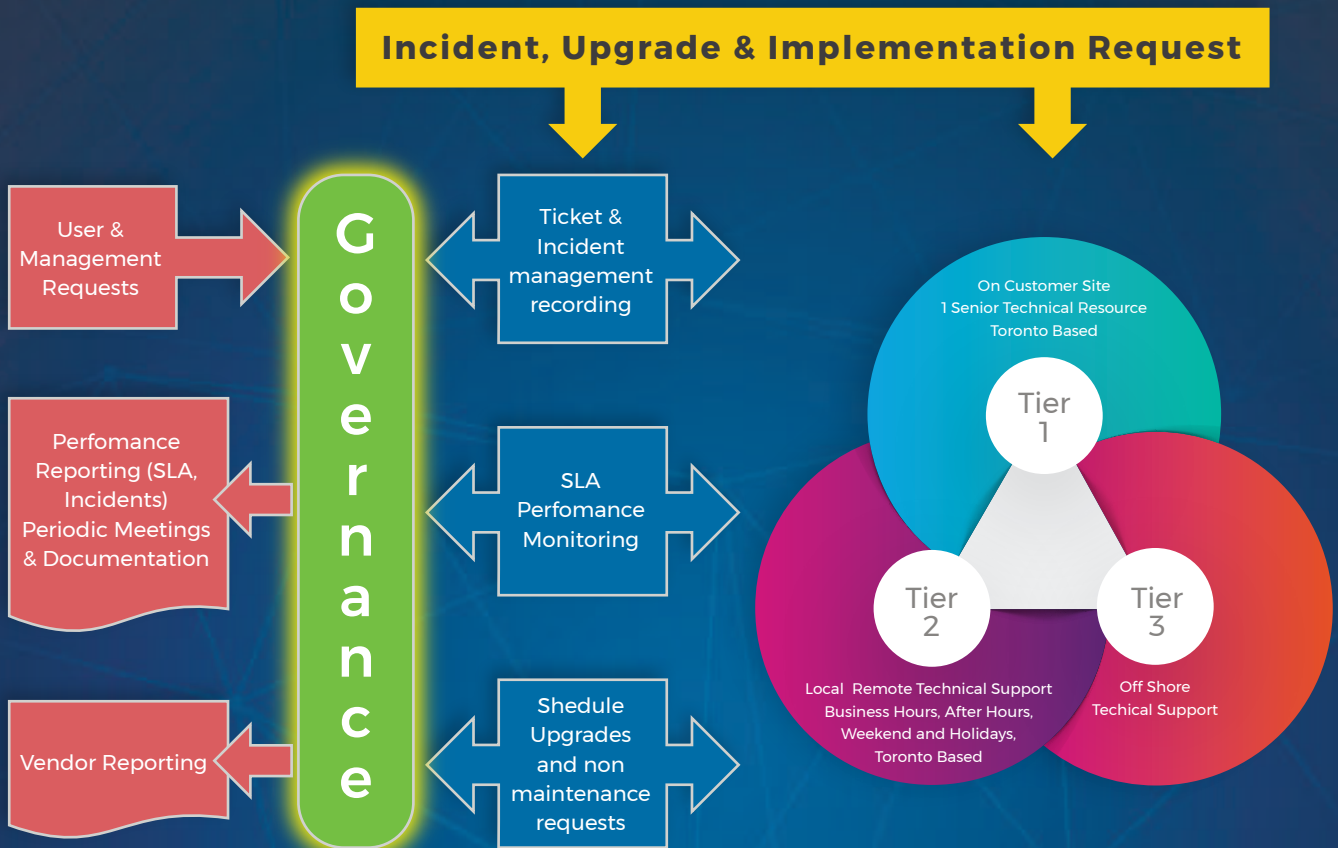 Incident, Upgrade & Implementation Request
User &
Management
Requests
Perfomance
Reporting (SLA,
Incidents)
Periodic Meetings
& Documentation
Vendor Reporting
Governance
Ticket &
Incident
management
recording
SLA
Perfomance
Monitoring
Shedule
Upgrades
and non
maintenance
requests
On Customer Site
1 Senior Technical Resource
Toronto Based
Tier
1
Tier
2
Local Remote Technical Support
Business Hours, After Hours,
Weekend and Holidays,
Toronto Based
Tier
3
Off Shore
Techical Support